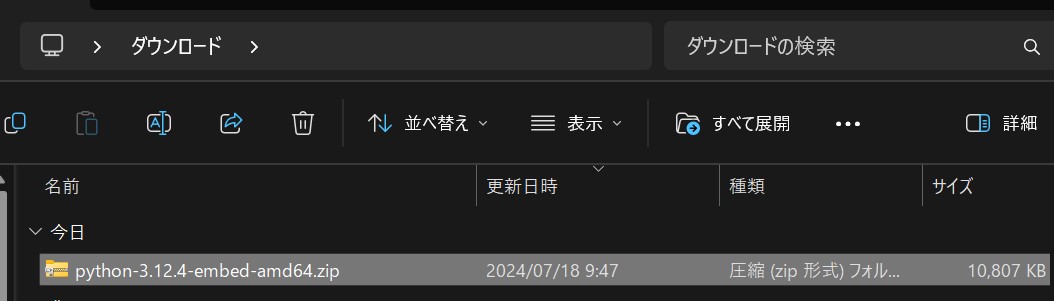 ダウンロード
ダウンロードの検索
並べ替え 表示 すべて展開 詳細
名前 更新日時 種類 サイズ
今日
python-3.12.4-embed-amd64.zip 2024/07/18 9:47 圧縮 (zip 形式) フォル... 10,807 KB